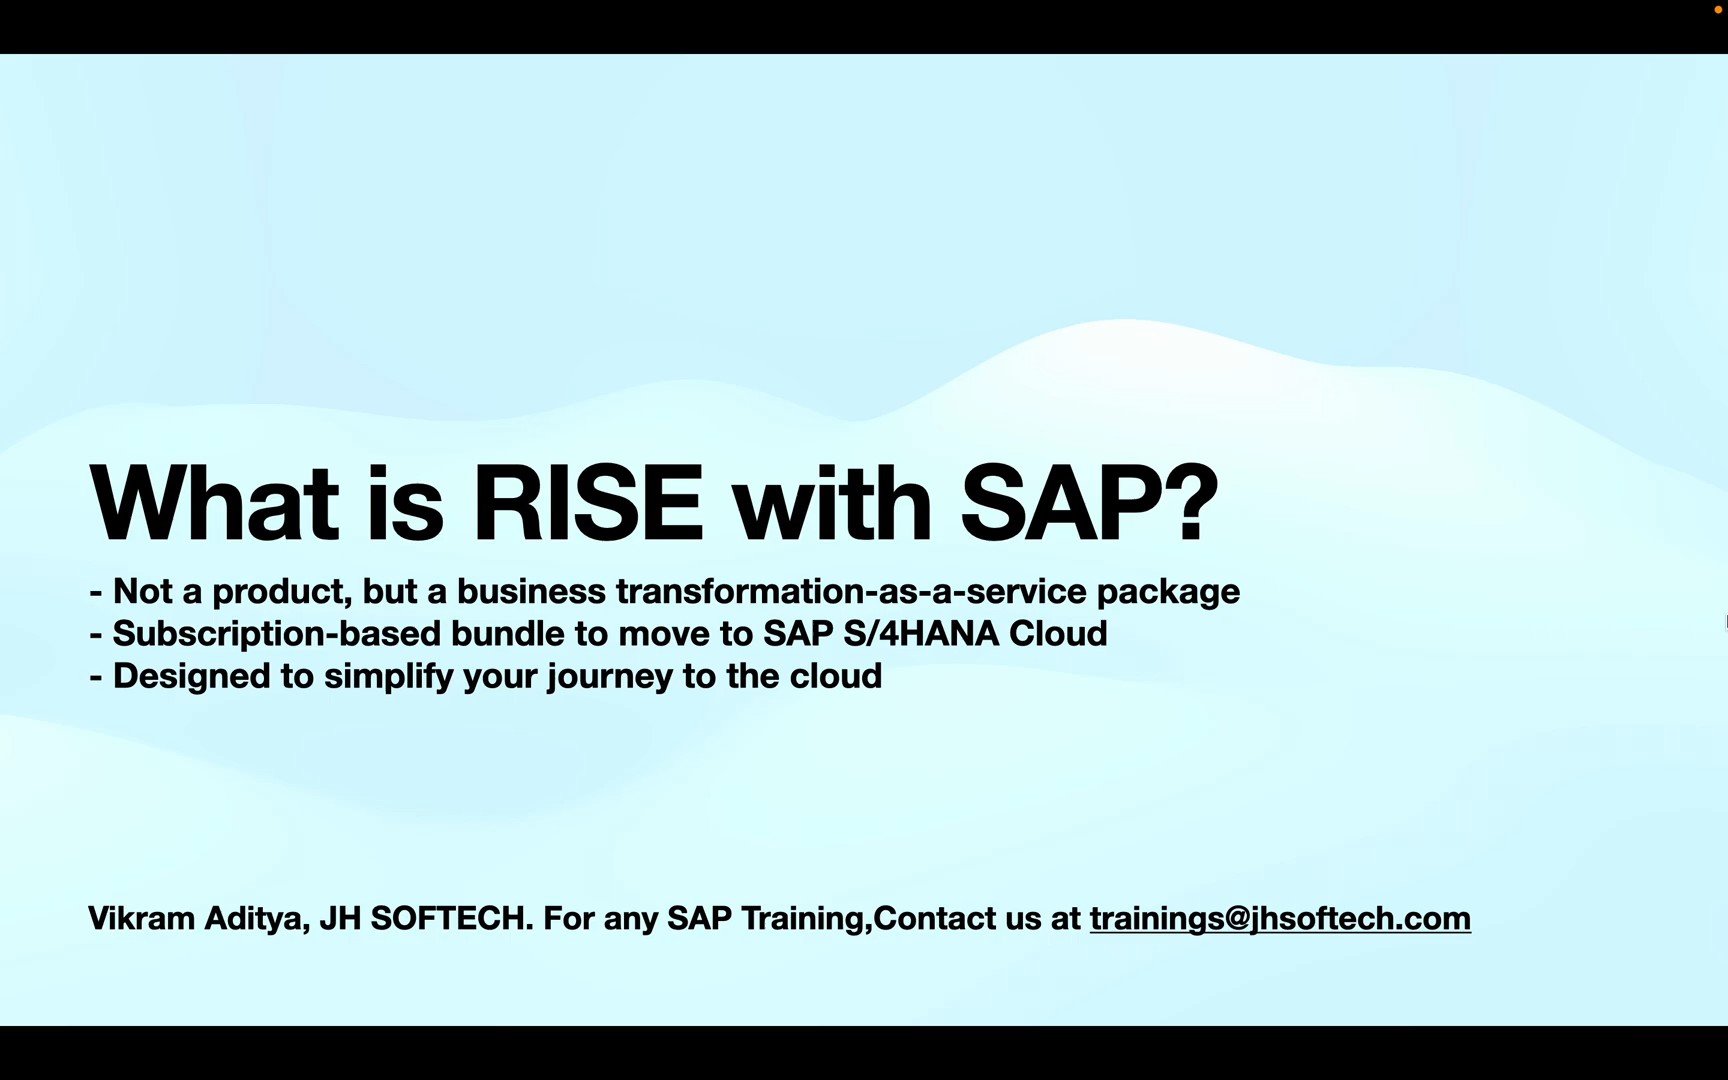 What is RISE with SAP?
- Not a product, but a business transformation-as-a-service package
- Subscription-based bundle to move to SAP S/4HANA Cloud
- Designed to simplify your journey to the cloud
Vikram Aditya, JH SOFTECH. For any SAP Training,Contact us at trainings@jhsoftech.com